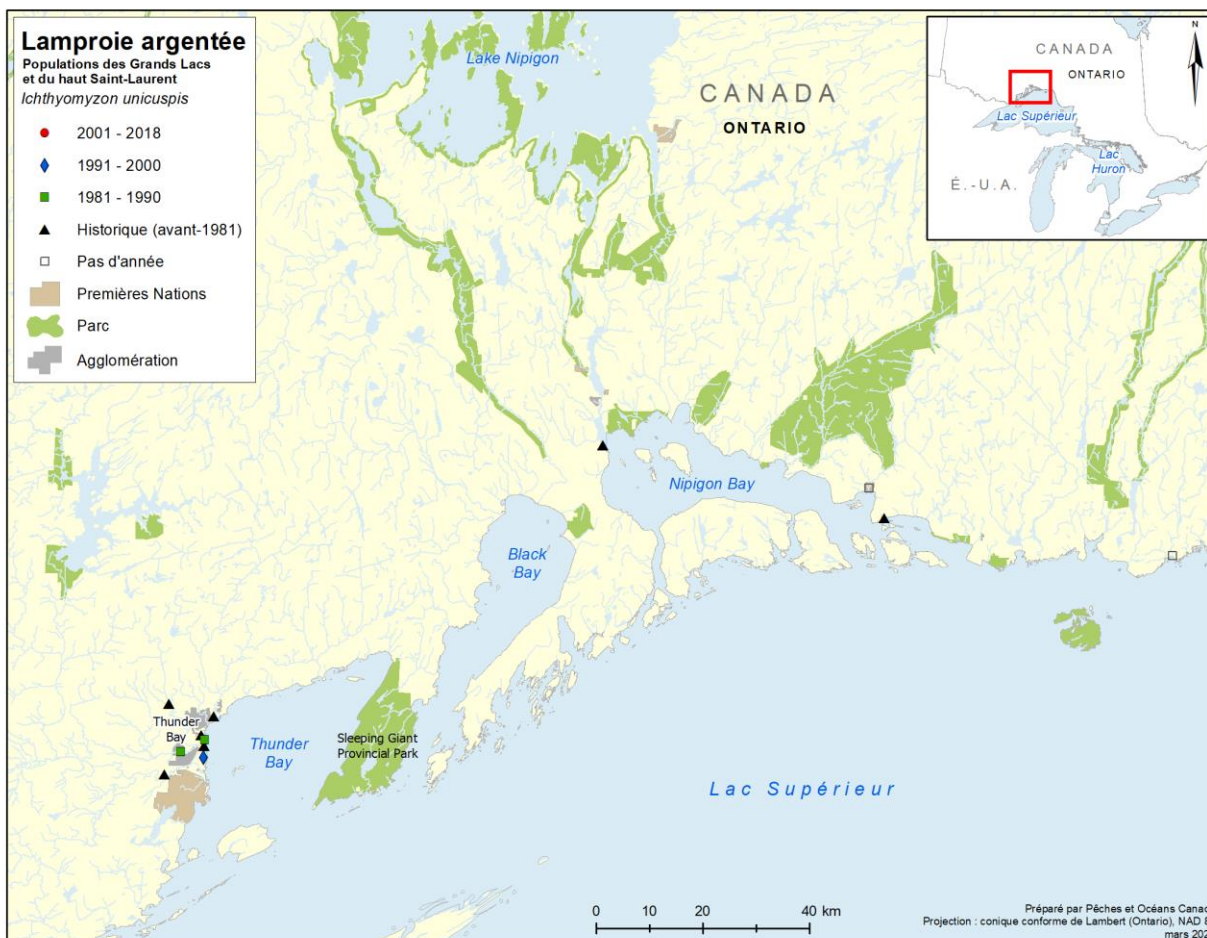 Lamproie argentée
Populations des Grands Lacs
et du haut Saint-Laurent
Ichthyomyzon unicuspis
2001 - 2018
1991 - 2000
1981 - 1990
Historique (avant-1981)
Pas d'année
Premières Nations
Parc
Agglomération
Lake Nipigon
CANADA
ONTARIO
N
CANADA
ONTARIO
Lac Supérieur
Lac
Huron
É.-U.A.
Nipigon Bay
Black
Bay
Thunder
Bay
Thunder
Bay
Sleeping Giant
Provincial Park
Lac Supérieur
0 10 20 40 km
Préparé par Pêches et Océans Canad
Projection : conique conforme de Lambert (Ontario), NAD 8
mars 202